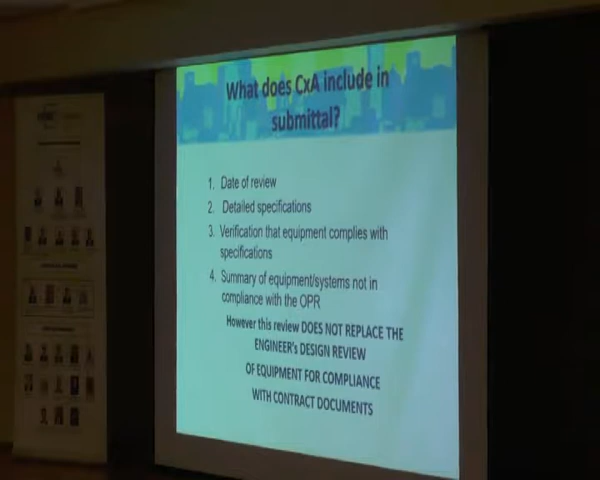 What does CxA include in
submittal?
1. Date of review
2. Detailed specifications
3. Verification that equipment complies with
specifications
4. Summary of equipment/systems not in
compliance with the OPR
However this review DOES NOT REPLACE THE
ENGINEER's DESIGN REVIEW
OF EQUIPMENT FOR COMPLIANCE
WITH CONTRACT DOCUMENTS